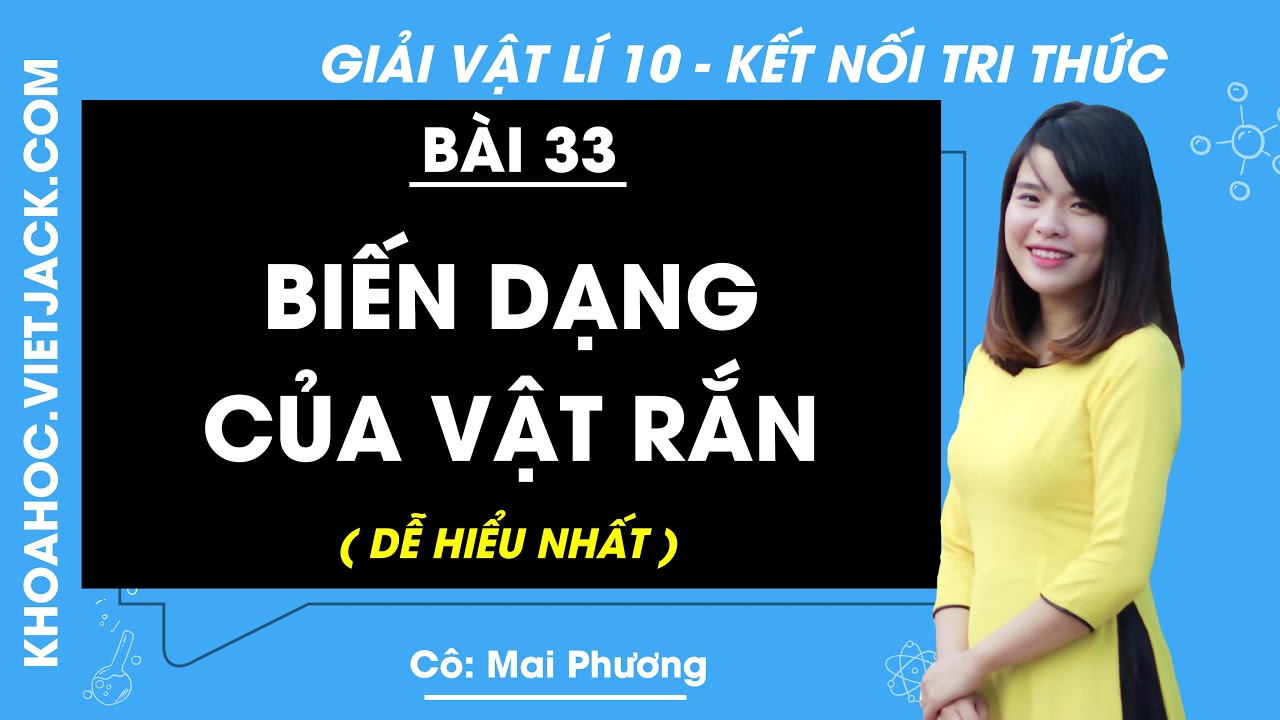 GIẢI VẬT LÍ 10 - KẾT NỐI TRI THỨC
KHOAHOC.VIETJACK.COM
BÀI 33
BIẾN DẠNG
CỦA VẬT RẮN
( DỄ HIỂU NHẤT )
Cô: Mai Phương